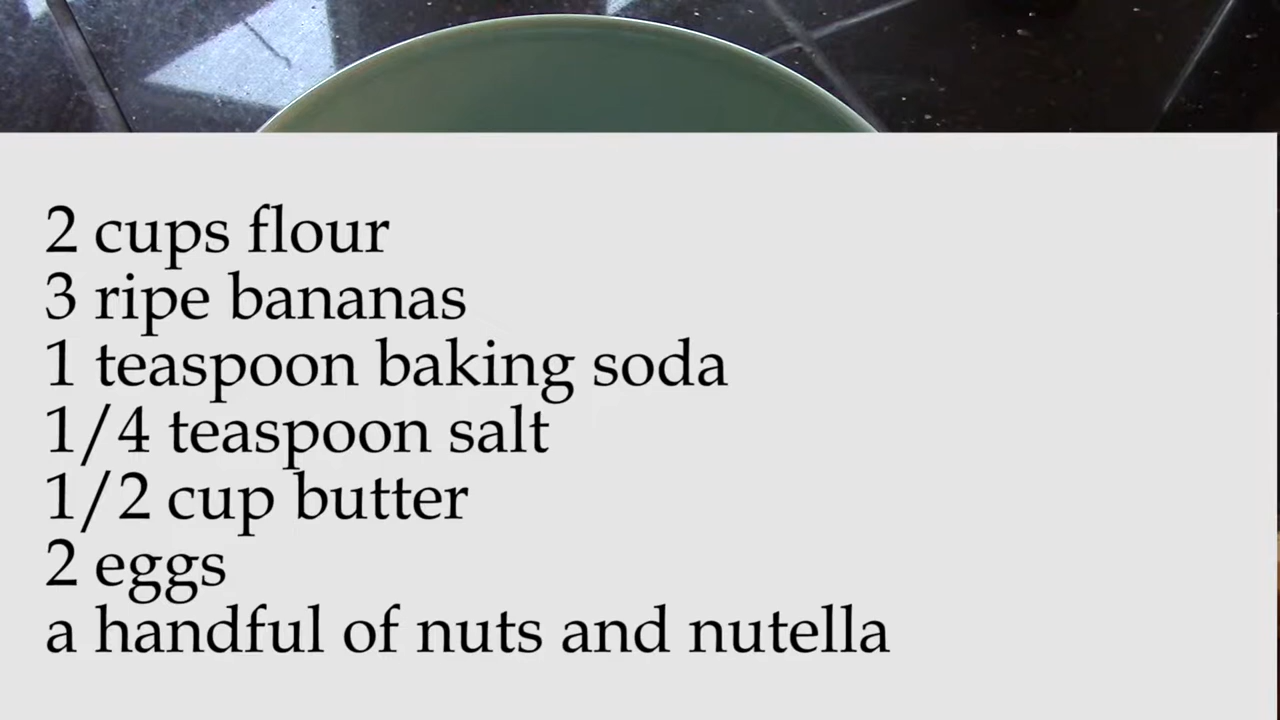 2 cups flour
3 ripe bananas
1 teaspoon baking soda
1/4 teaspoon salt
1/2 cup butter
2 eggs
a handful of nuts and nutella